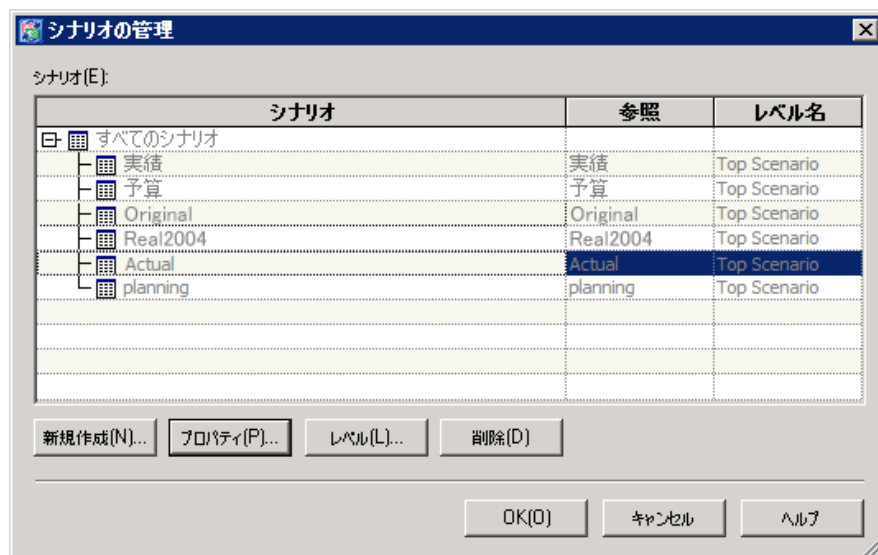 シナリオの管理
シナリオ(E):
シナリオ 参照 レベル名
すべてのシナリオ
実績 実績 Top Scenario
予算 予算 Top Scenario
Original Original Top Scenario
Real2004 Real2004 Top Scenario
Actual Actual Top Scenario
planning planning Top Scenario
新規作成(N)... プロパティ(P)... レベル(L)... 削除(D)
OK(O) キャンセル ヘルプ